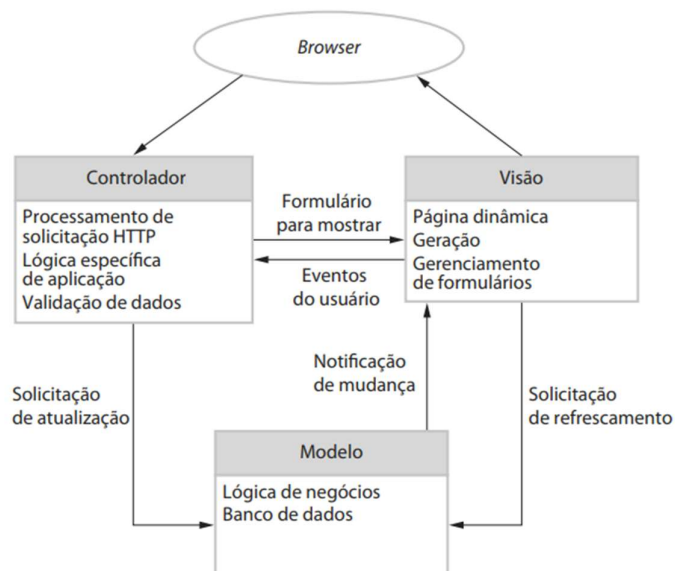 Browser
Controlador
Processamento de
solicitação HTTP
Lógica específica
de aplicação
Validação de dados
Formulário
para mostrar
Eventos
do usuário
Visão
Página dinâmica
Geração
Gerenciamento
de formulários
Solicitação
de atualização
Notificação
de mudança
Solicitação
de refrescamento
Modelo
Lógica de negócios
Banco de dados